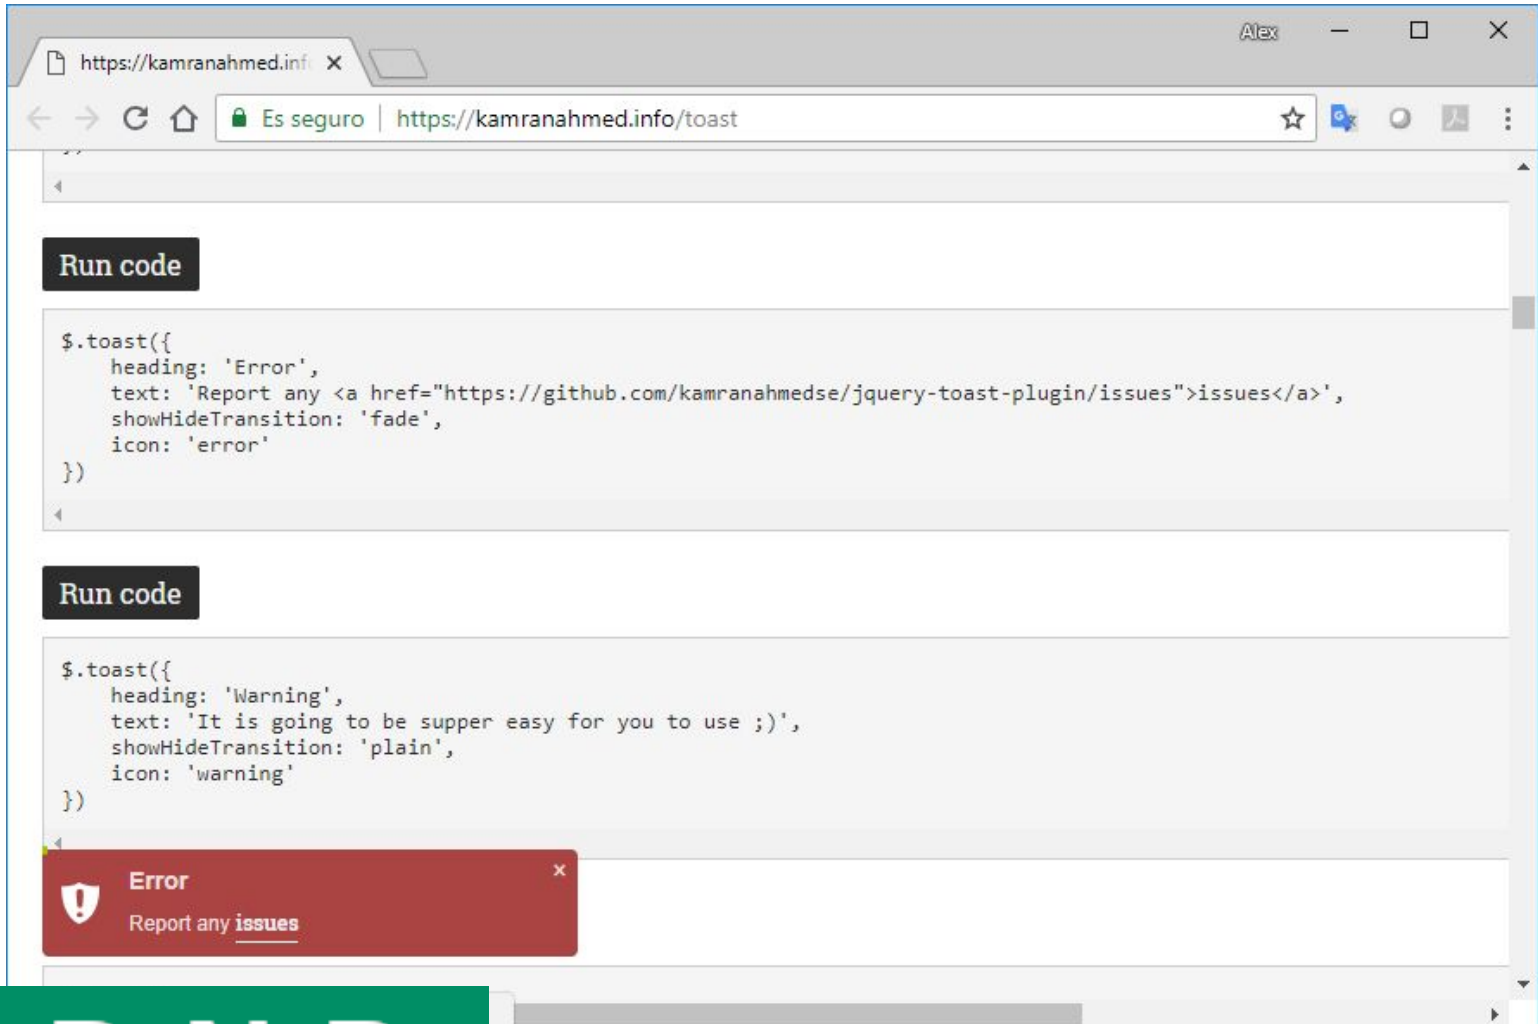 Alex
https://kamranahmed.inf
Es seguro | https://kamranahmed.info/toast
Run code
$.toast({
    heading: 'Error',
    text: 'Report any <a href="https://github.com/kamranahmedse/jquery-toast-plugin/issues">issues</a>',
    showHideTransition: 'fade',
    icon: 'error'
})
Run code
$.toast({
    heading: 'Warning',
    text: 'It is going to be supper easy for you to use ;)',
    showHideTransition: 'plain',
    icon: 'warning'
})
Error
Report any issues